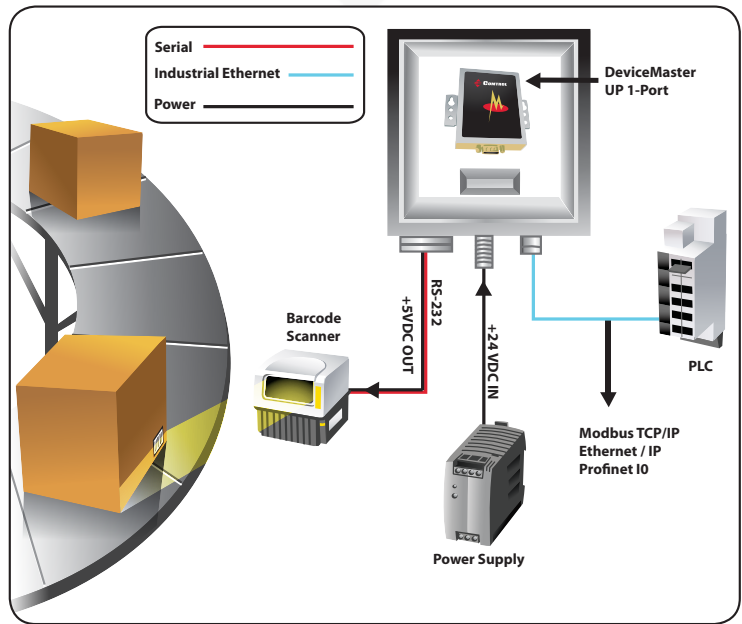 Serial
Industrial Ethernet
Power
COMTROL
DeviceMaster
UP 1-Port
RS-232
+5VDC OUT
+24 VDC IN
Barcode
Scanner
PLC
Modbus TCP/IP
Ethernet / IP
Profinet I0
Power Supply